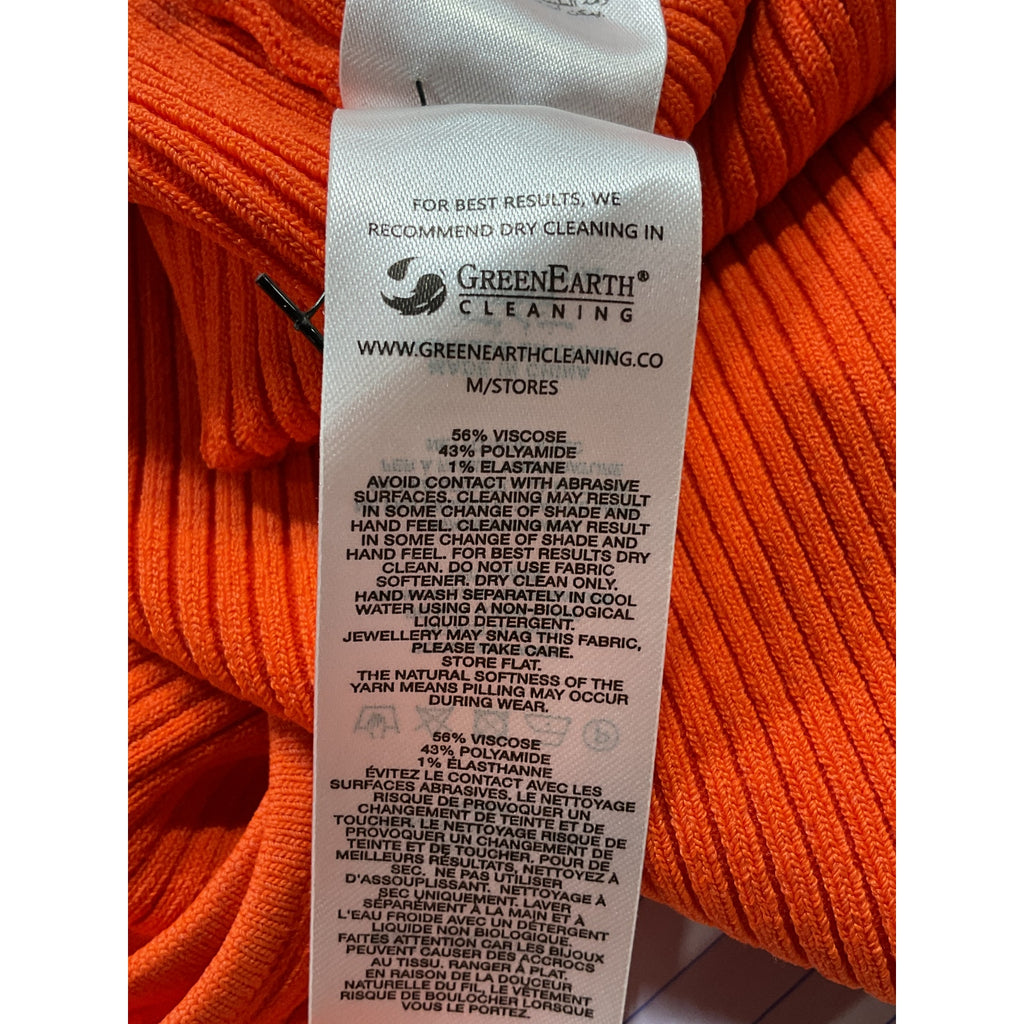 FOR BEST RESULTS, WE
RECOMMEND DRY CLEANING IN
GREENEARTH®
CLEANING
WWW.GREENEARTHCLEANING.CO
M/STORES
56% VISCOSE
43% POLYAMIDE
1% ELASTANE
AVOID CONTACT WITH ABRASIVE
SURFACES. CLEANING MAY RESULT
IN SOME CHANGE OF SHADE AND
HAND FEEL. CLEANING MAY RESULT
IN SOME CHANGE OF SHADE AND
HAND FEEL. FOR BEST RESULTS DRY
CLEAN. DO NOT USE FABRIC
SOFTENER. DRY CLEAN ONLY.
HAND WASH SEPARATELY IN COOL
WATER USING A NON-BIOLOGICAL
LIQUID DETERGENT.
JEWELLERY MAY SNAG THIS FABRIC,
PLEASE TAKE CARE.
STORE FLAT.
THE NATURAL SOFTNESS OF THE
YARN MEANS PILLING MAY OCCUR
DURING WEAR.
56% VISCOSE
43% POLYAMIDE
1% ÉLASTHANNE
ÉVITEZ LE CONTACT AVEC LES
SURFACES ABRASIVES. LE NETTOYAGE
RISQUE DE PROVOQUER UN
CHANGEMENT DE TEINTE ET DE
TOUCHER. LE NETTOYAGE RISQUE DE
PROVOQUER UN CHANGEMENT DE
TEINTE ET DE TOUCHER. POUR DE
MEILLEURS RÉSULTATS, NETTOYEZ À
SEC. NE PAS UTILISER
D'ASSOUPLISSANT. NETTOYAGE À
SEC UNIQUEMENT. LAVER
SÉPARÉMENT À LA MAIN ET À
L'EAU FROIDE AVEC UN DÉTERGENT
LIQUIDE NON BIOLOGIQUE.
FAITES ATTENTION CAR LES BIJOUX
PEUVENT CAUSER DES ACCROCS
AU TISSU. RANGER À PLAT.
EN RAISON DE LA DOUCEUR
NATURELLE DU FIL, LE VÊTEMENT
RISQUE DE BOULOCHER LORSQUE
VOUS LE PORTEZ.